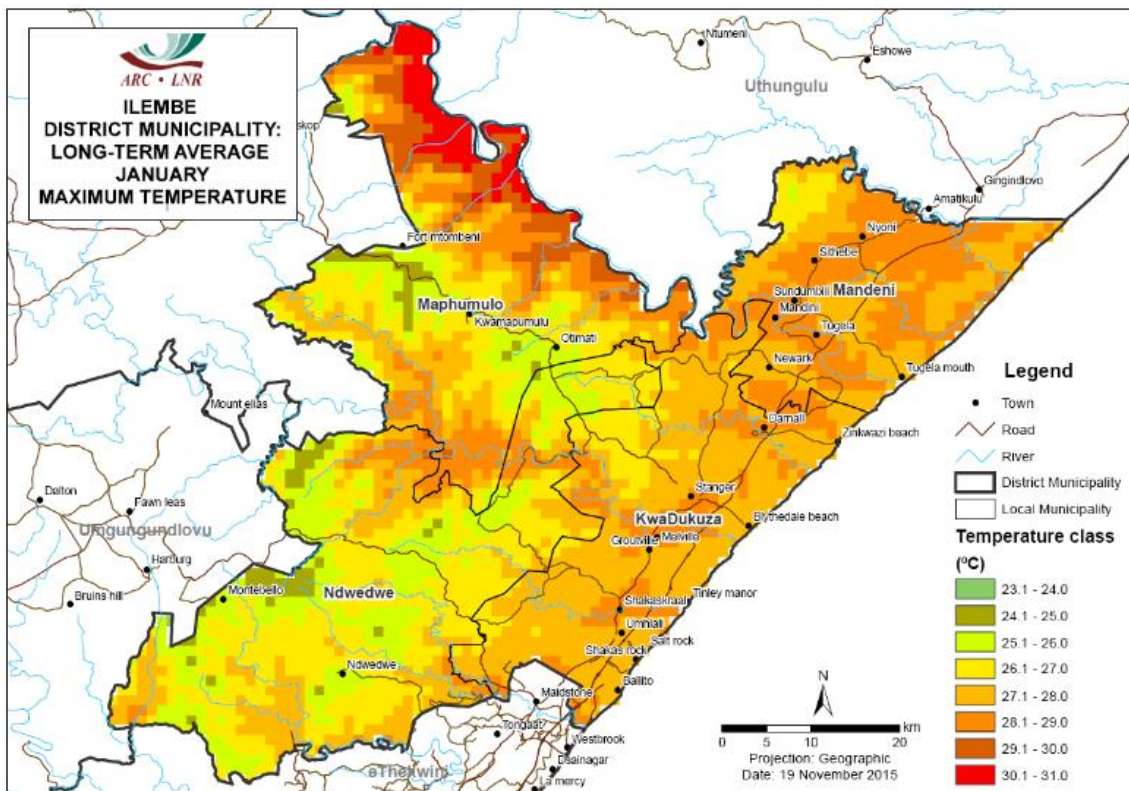 ARC • LNR
ILEMBE
DISTRICT MUNICIPALITY:
LONG-TERM AVERAGE
JANUARY
MAXIMUM TEMPERATURE
Ntumeni
Eshowe
Uthungulu
skop
Gingindlovo
Amatikulu
Nyoni
Fort mtombeni
Sithebe
Mandeni
Sundumbili
Maphumulo
Mandini
Kwamapumulu
Tugela
Otimati
Newark
Tugela mouth
Mount elias
Darnall
Zinkwazi beach
Dalton
Fawn leas
Stanger
Umgungundlovu
KwaDukuza
Blythedale beach
Melville
Groutville
Harburg
Ndwedwe
Montebello
Bruins hill
Tinley manor
Shakaskraal
Umhlali
Salt rock
Shakas rock
Ndwedwe
Ballito
Maidstone
Tongaat
Westbrook
eThekwini
Dsainagar
La mercy
Legend
Town
Road
River
District Municipality
Local Municipality
Temperature class
(ºC)
23.1 - 24.0
24.1 - 25.0
25.1 - 26.0
26.1 - 27.0
27.1 - 28.0
28.1 - 29.0
29.1 - 30.0
30.1 - 31.0
N
km
0 5 10 20
Projection: Geographic
Date: 19 November 2015